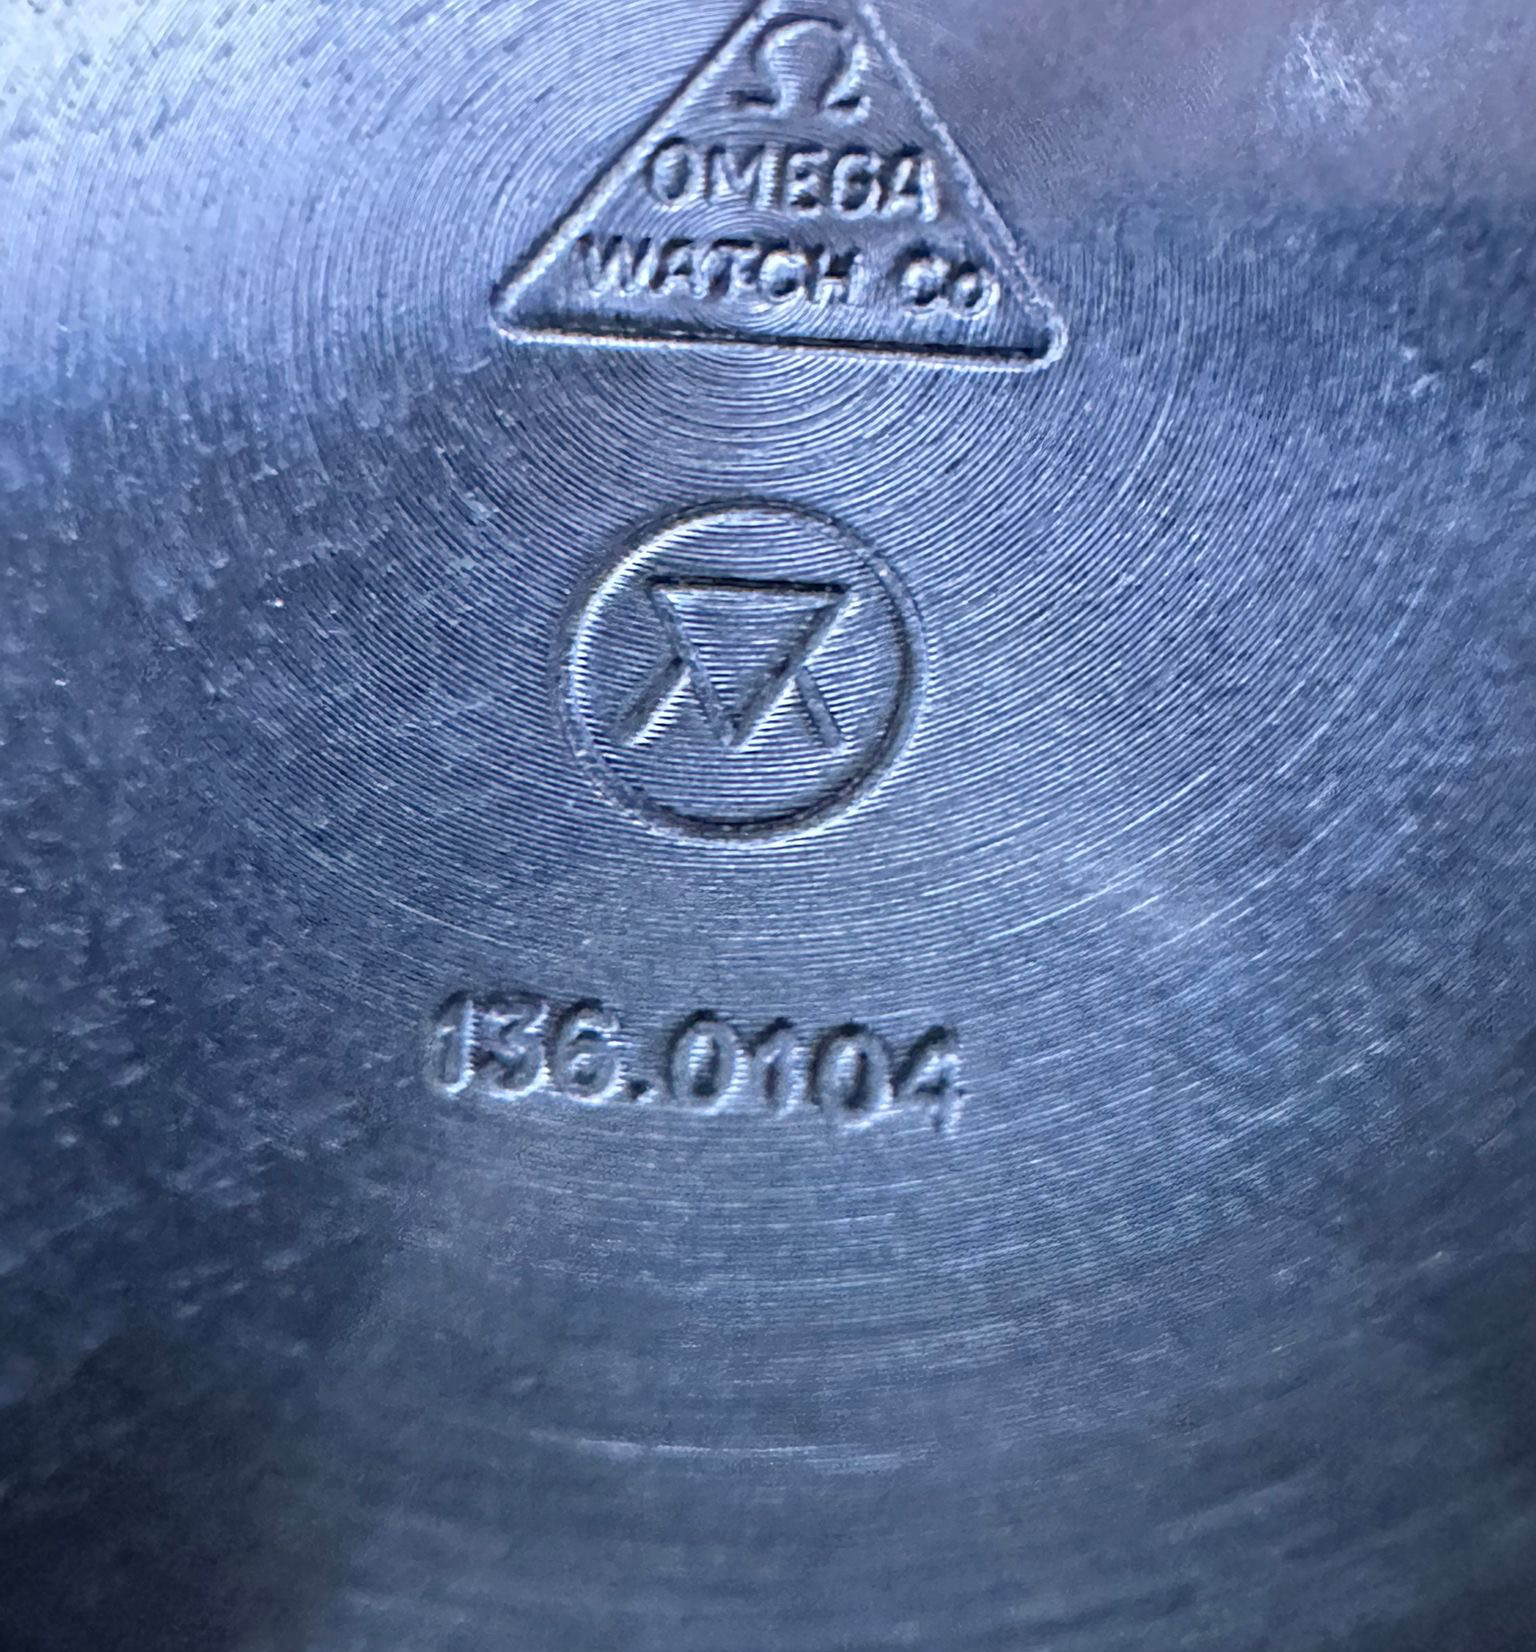 Ω
OMEGA
WATCH CO
136.0104